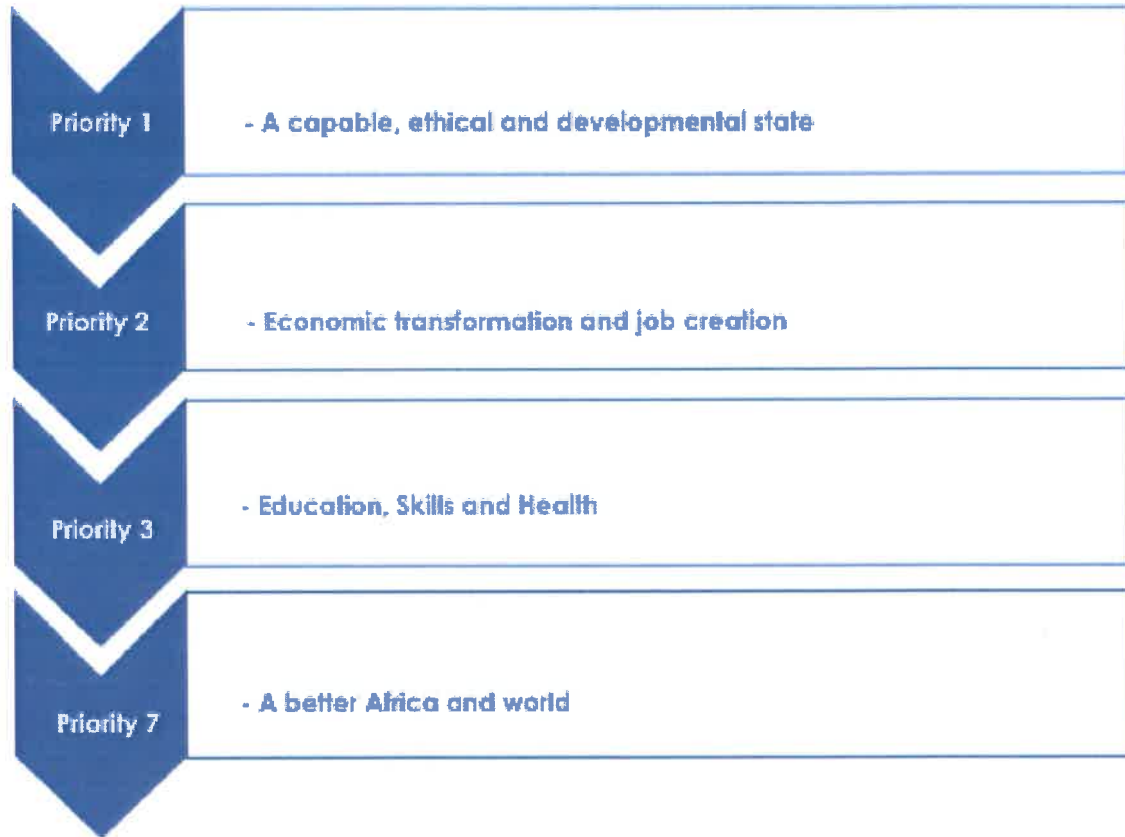 Priority 1
- A capable, ethical and developmental state
Priority 2
- Economic transformation and job creation
Priority 3
- Education, Skills and Health
Priority 7
- A better Africa and world